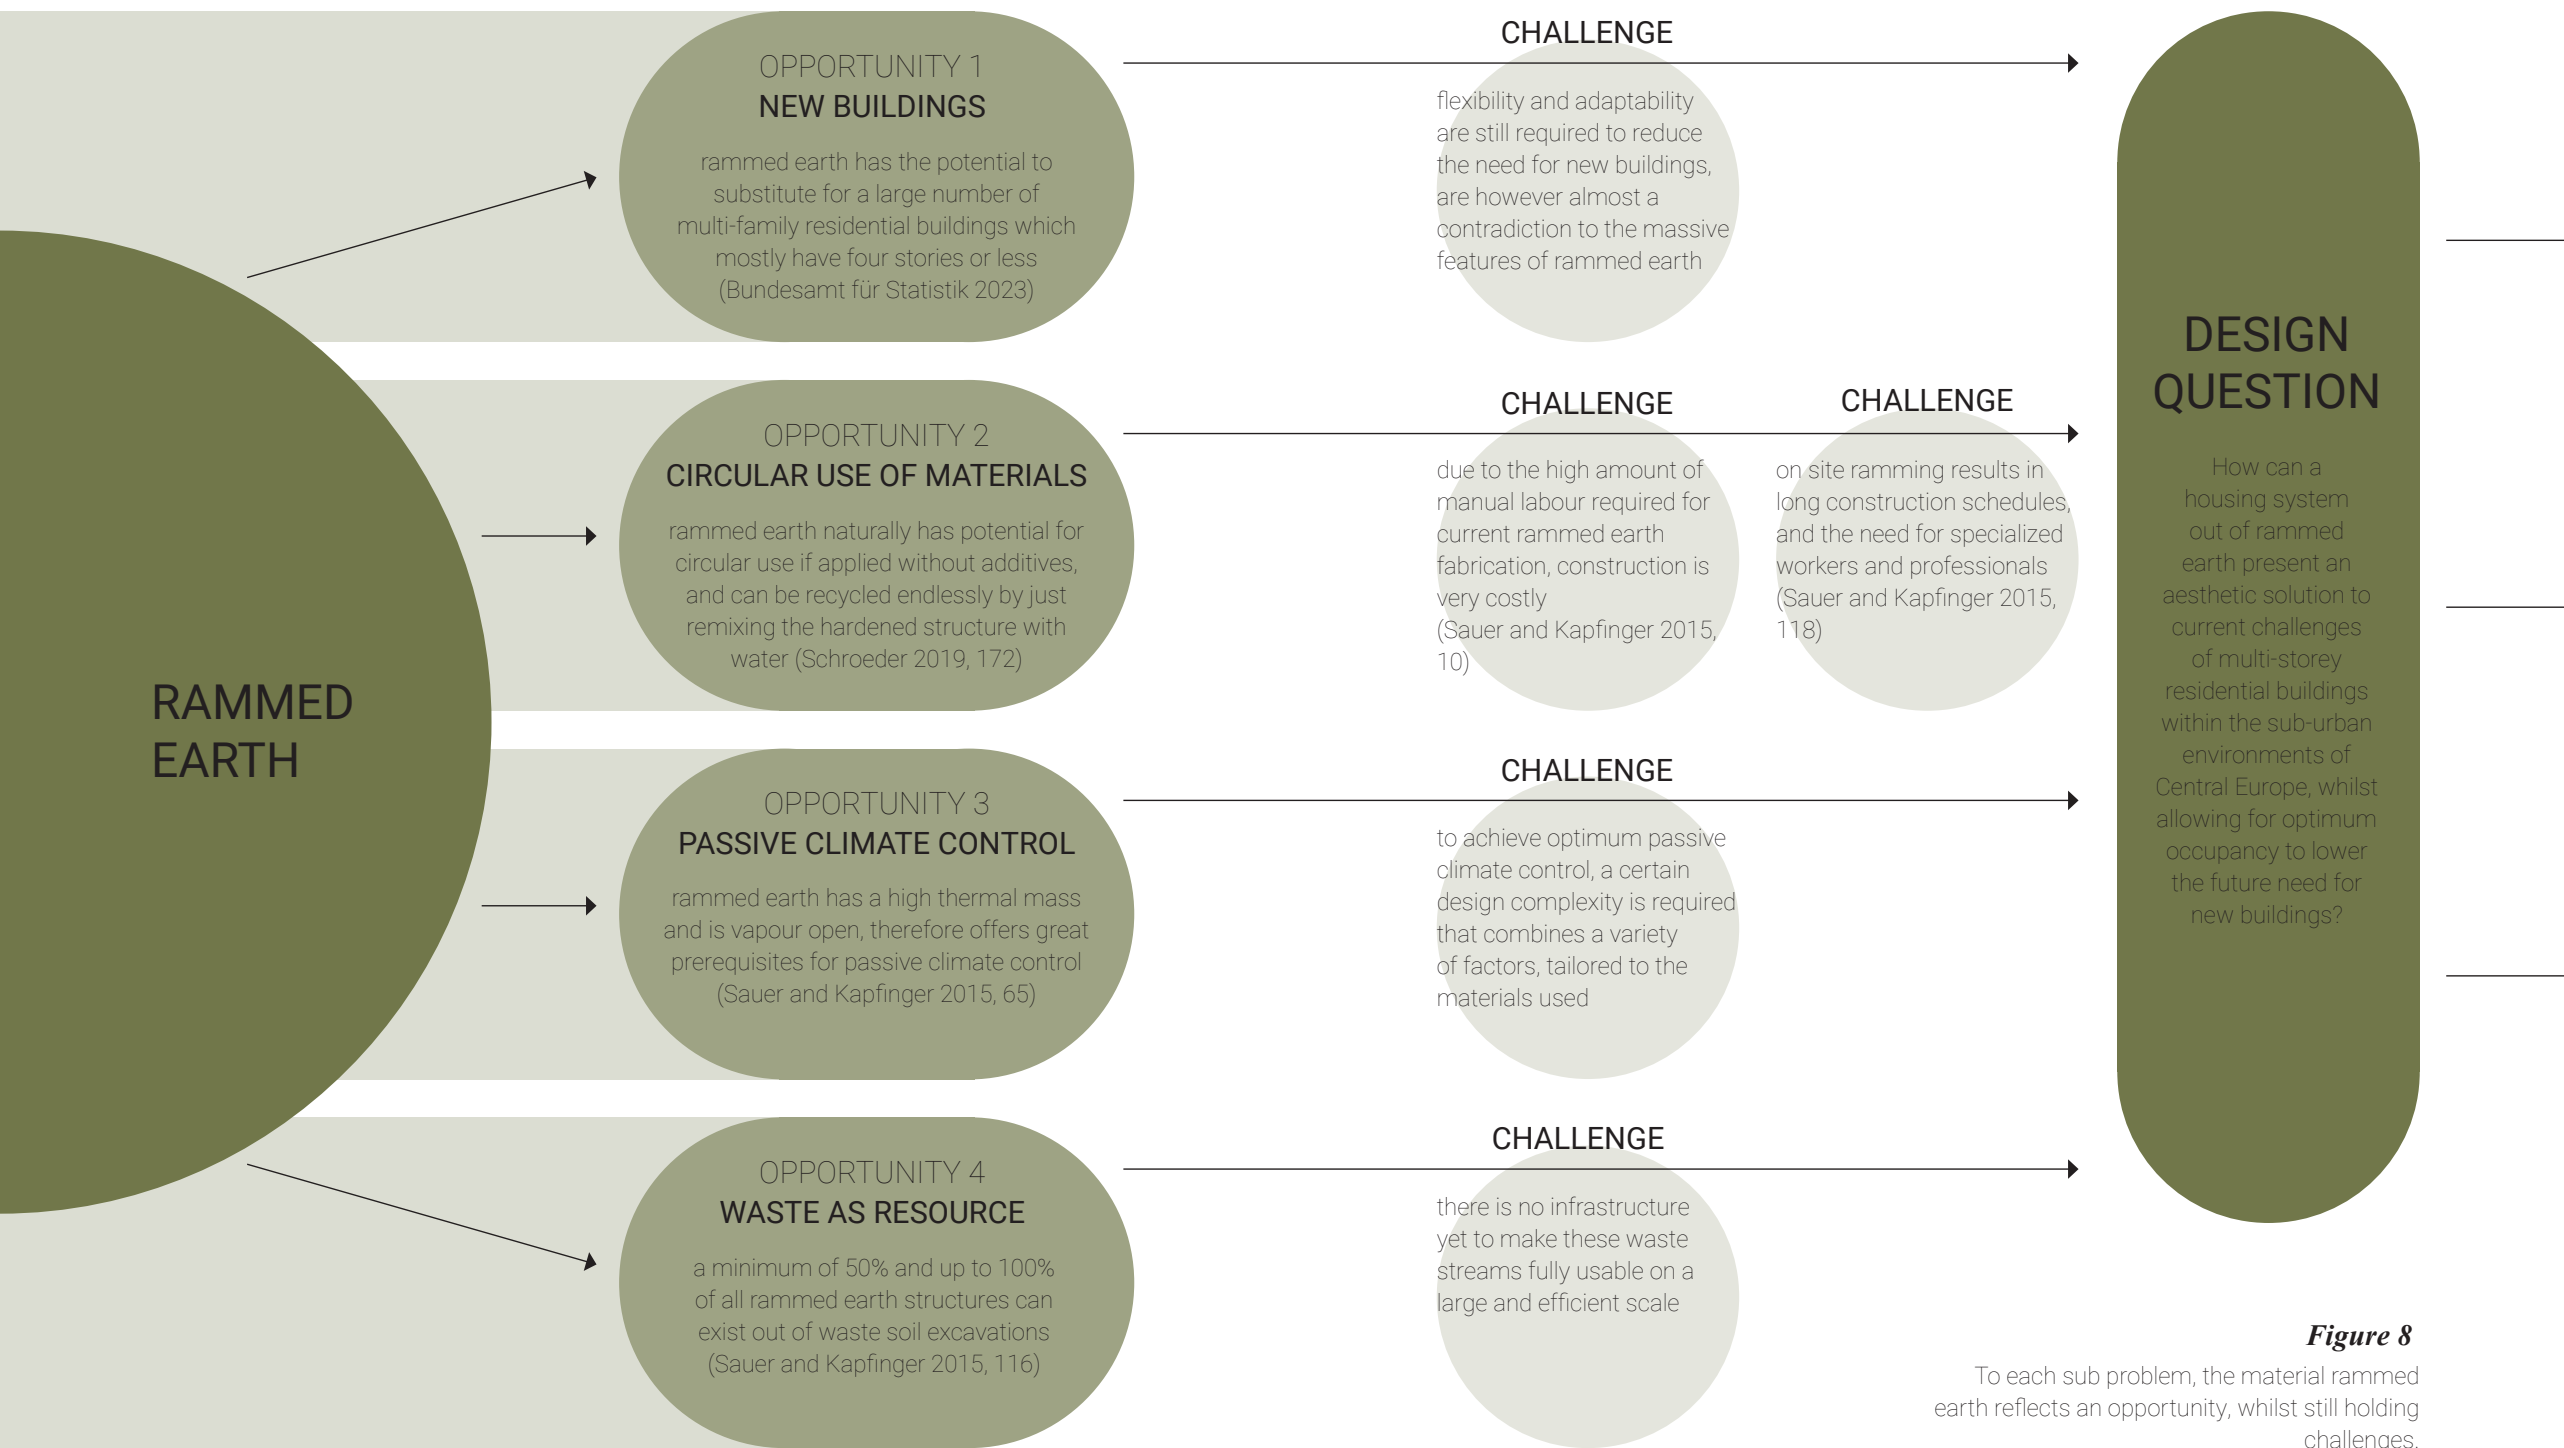 RAMMED
EARTH
OPPORTUNITY 1
NEW BUILDINGS
rammed earth has the potential to
substitute for a large number of
multi-family residential buildings which
mostly have four stories or less
(Bundesamt für Statistik 2023)
CHALLENGE
flexibility and adaptability
are still required to reduce
the need for new buildings,
are however almost a
contradiction to the massive
features of rammed earth
OPPORTUNITY 2
CIRCULAR USE OF MATERIALS
rammed earth naturally has potential for
circular use if applied without additives,
and can be recycled endlessly by just
remixing the hardened structure with
water (Schroeder 2019, 172)
CHALLENGE
due to the high amount of
manual labour required for
current rammed earth
fabrication, construction is
very costly
(Sauer and Kapfinger 2015,
10)
CHALLENGE
on site ramming results in
long construction schedules,
and the need for specialized
workers and professionals
(Sauer and Kapfinger 2015,
118)
OPPORTUNITY 3
PASSIVE CLIMATE CONTROL
rammed earth has a high thermal mass
and is vapour open, therefore offers great
prerequisites for passive climate control
(Sauer and Kapfinger 2015, 65)
CHALLENGE
to achieve optimum passive
climate control, a certain
design complexity is required
that combines a variety
of factors, tailored to the
materials used
OPPORTUNITY 4
WASTE AS RESOURCE
a minimum of 50% and up to 100%
of all rammed earth structures can
exist out of waste soil excavations
(Sauer and Kapfinger 2015, 116)
CHALLENGE
there is no infrastructure
yet to make these waste
streams fully usable on a
large and efficient scale
DESIGN
QUESTION
How can a
housing system
out of rammed
earth present an
aesthetic solution to
current challenges
of multi-storey
residential buildings
within the sub-urban
environments of
Central Europe, whilst
allowing for optimum
occupancy to lower
the future need for
new buildings?
Figure 8
To each sub problem, the material rammed
earth reflects an opportunity, whilst still holding
challenges.